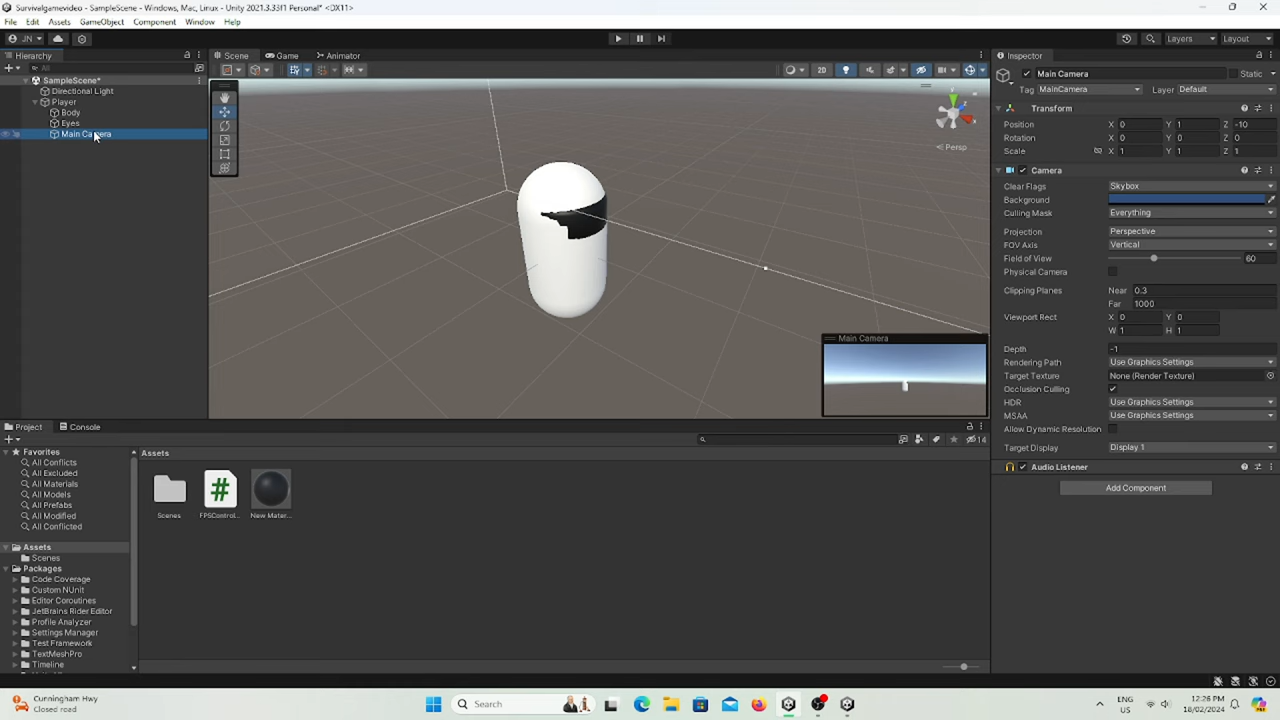 Survivalgamevideo - SampleScene - Windows, Mac, Linux - Unity 2021.3.33f1 Personal* <DX11>
File Edit Assets GameObject Component Window Help
JN Layers Layout
Hierarchy Scene Game Animator Inspector
All
2D
SampleScene*
Directional Light
Player
Body
Eyes
Main Camera
Persp
Main Camera Static
Tag MainCamera Layer Default
Transform
Position X 0 Y 1 Z -10
Rotation X 0 Y 0 Z 0
Scale X 1 Y 1 Z 1
Camera
Clear Flags Skybox
Background
Culling Mask Everything
Projection Perspective
FOV Axis Vertical
Field of View 60
Physical Camera
Clipping Planes Near 0.3
Far 1000
Viewport Rect X 0 Y 0
W 1 H 1
Depth -1
Rendering Path Use Graphics Settings
Target Texture None (Render Texture)
Occlusion Culling
HDR Use Graphics Settings
MSAA Use Graphics Settings
Allow Dynamic Resolution
Target Display Display 1
Audio Listener
Add Component
Main Camera
Project Console
14
Favorites
All Conflicts
All Excluded
All Materials
All Models
All Prefabs
All Modified
All Conflicted
Assets
Scenes
Packages
Code Coverage
Custom NUnit
Editor Coroutines
JetBrains Rider Editor
Profile Analyzer
Settings Manager
Test Framework
TextMeshPro
Timeline
Assets
Scenes FPSControl... New Mater...
Cunningham Hwy
Closed road
Search
ENG
US
12:26 PM
18/02/2024